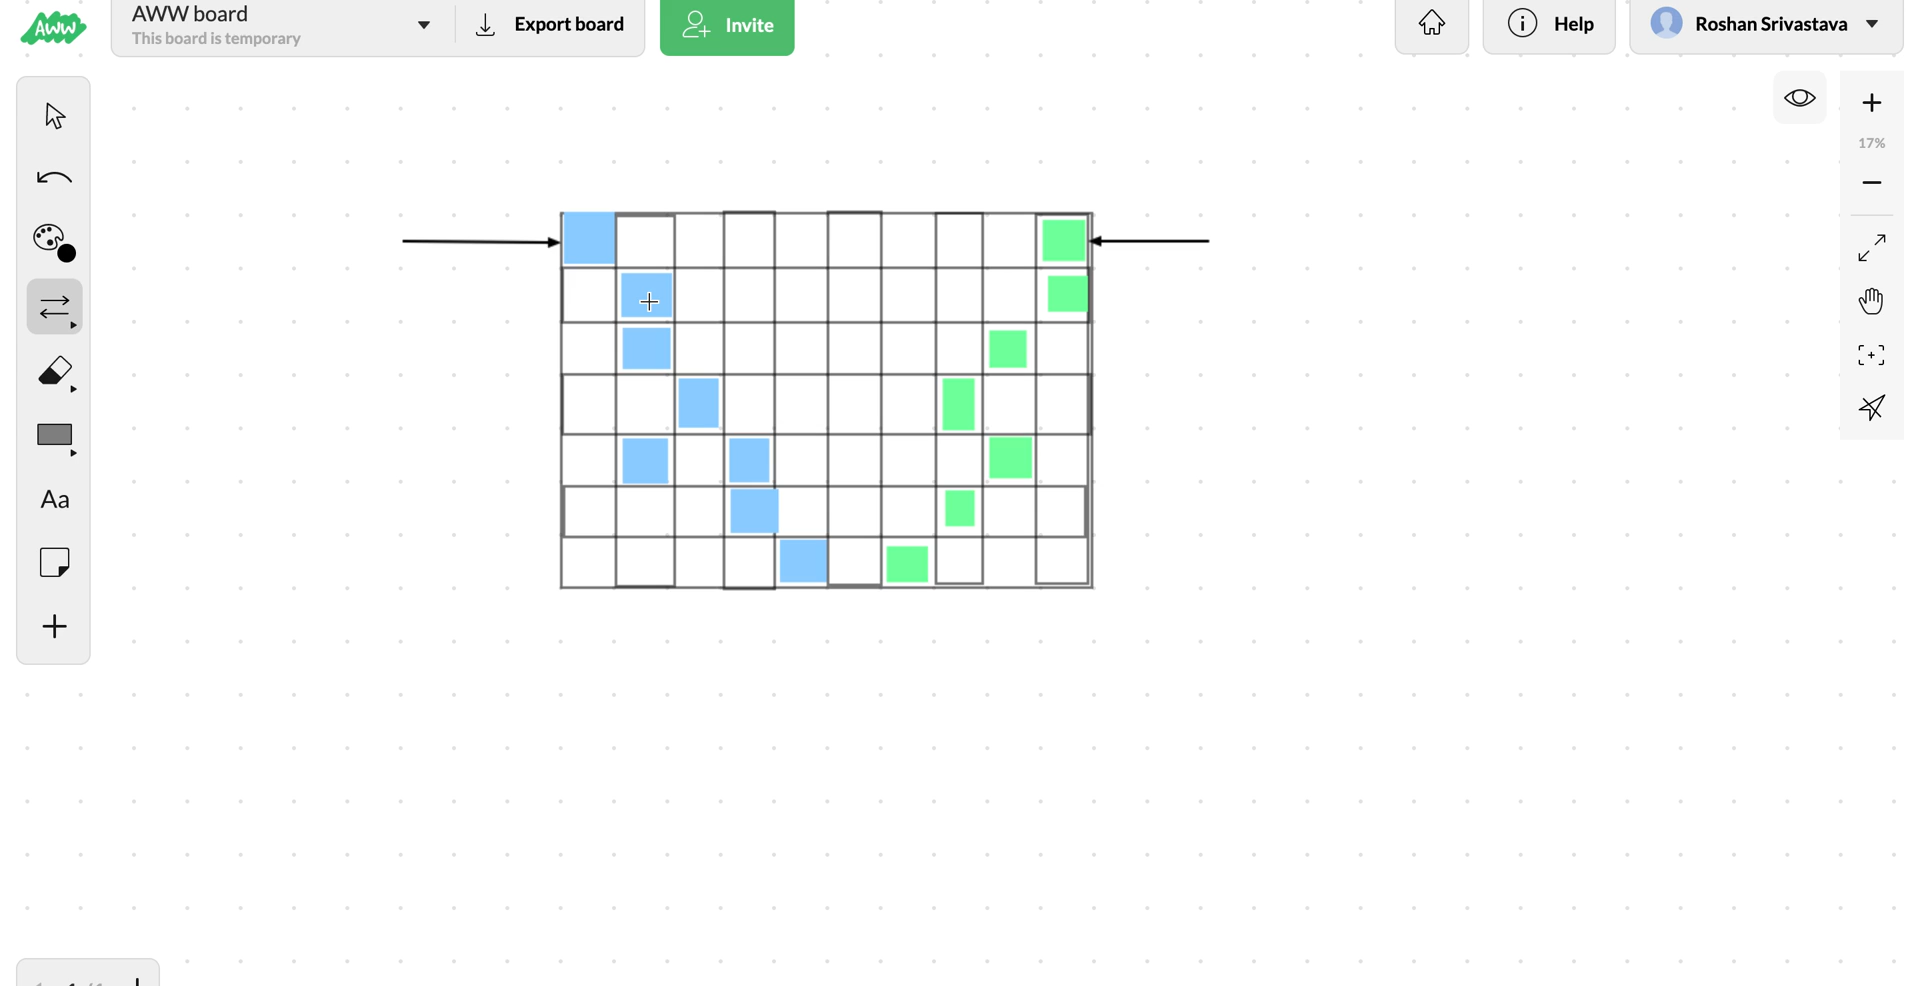 AWW
AWW board
This board is temporary
Export board
Invite
Help
Roshan Srivastava
17%
Aa